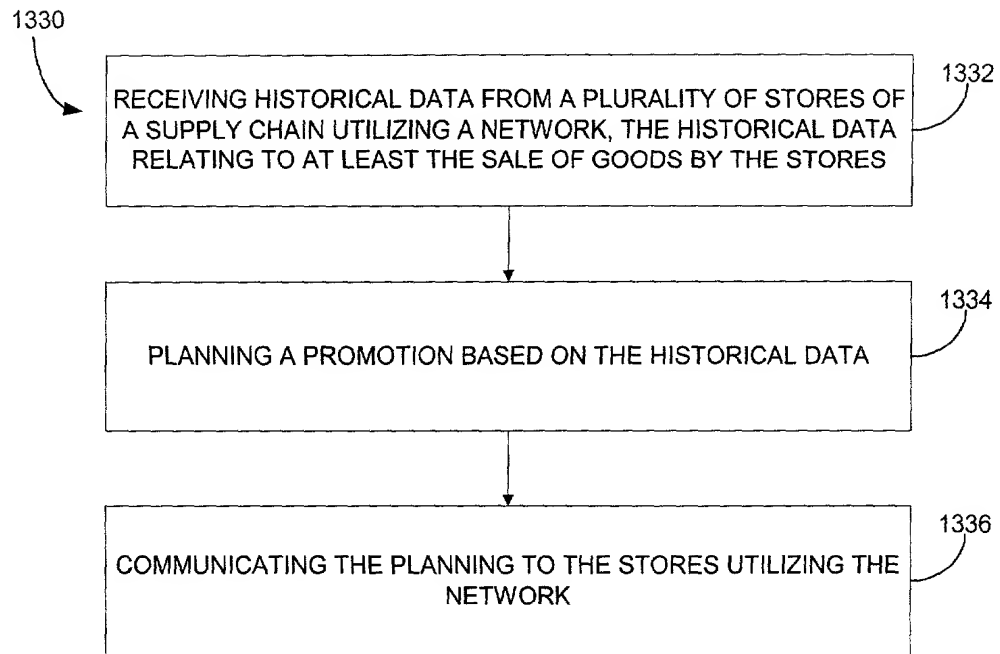 1330
1332
RECEIVING HISTORICAL DATA FROM A PLURALITY OF STORES OF
A SUPPLY CHAIN UTILIZING A NETWORK, THE HISTORICAL DATA
RELATING TO AT LEAST THE SALE OF GOODS BY THE STORES
1334
PLANNING A PROMOTION BASED ON THE HISTORICAL DATA
1336
COMMUNICATING THE PLANNING TO THE STORES UTILIZING THE
NETWORK